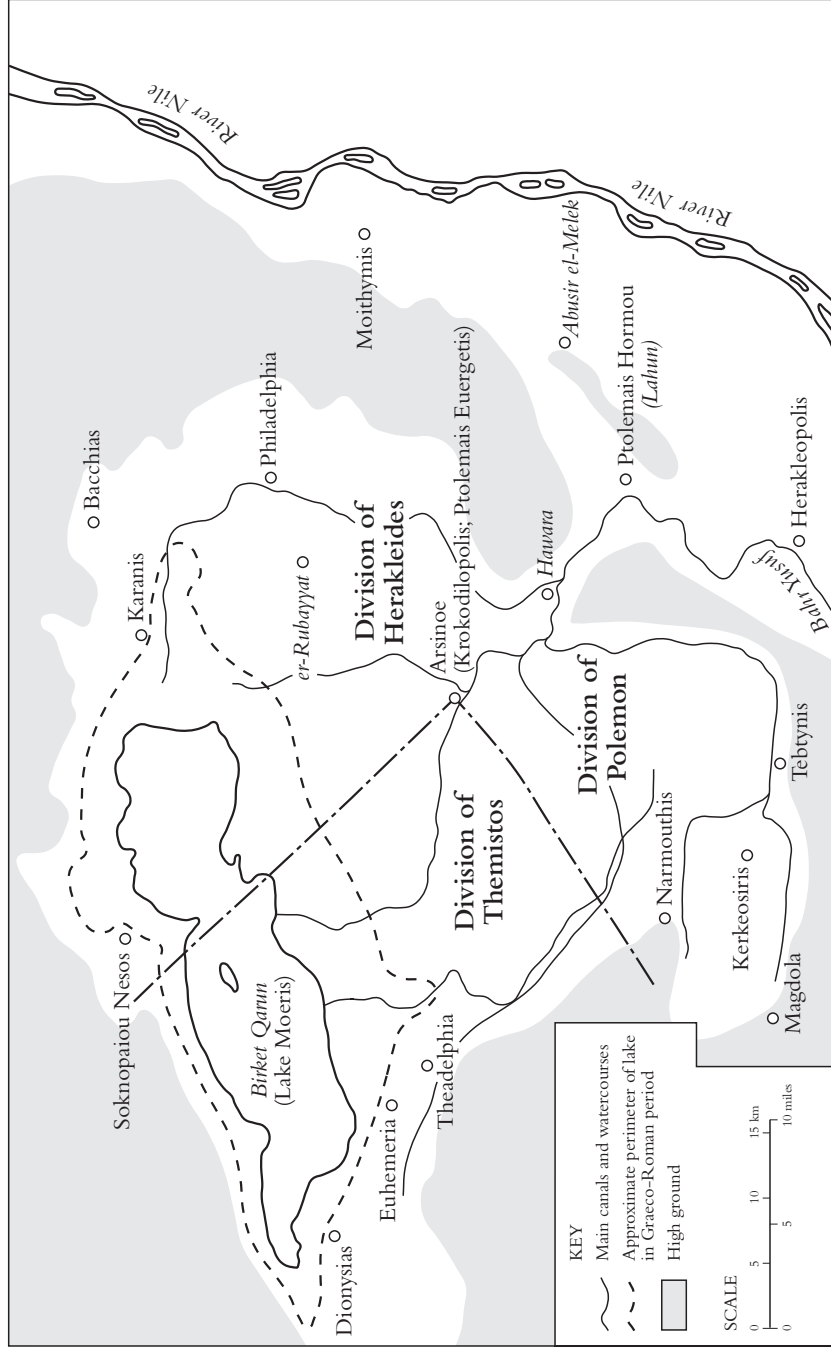 River Nile
Bacchias
Karanis
Philadelphia
Moithymis
er-Rubayyat
Division of
Herakleides
Soknopaiou Nesos
Birket Qarun
(Lake Moeris)
Arsinoe
(Krokodilopolis; Ptolemais Euergetis)
Abusir el-Melek
River Nile
Hawara
Ptolemais Hormou
(Lahun)
Division of
Themistos
Division of
Polemon
Dionysias
Euhemeria
Theadelphia
Narmouthis
Herakleopolis
Bahr Yusuf
Tebtynis
Kerkeosiris
Magdola
KEY
Main canals and watercourses
Approximate perimeter of lake
in Graeco-Roman period
High ground
SCALE
0 5 10 15 km
0 5 10 miles